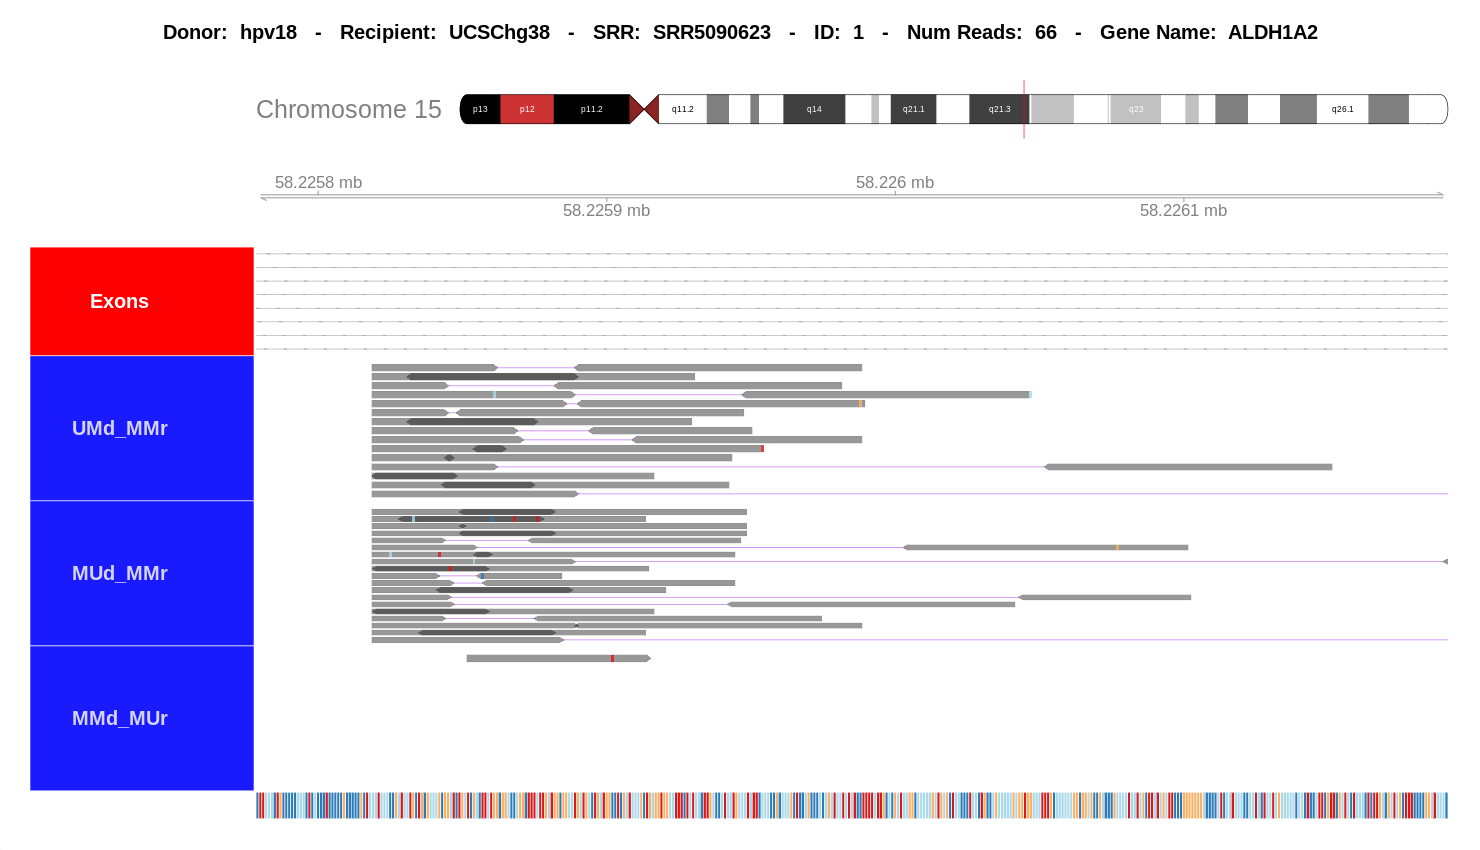 Donor: hpv18 - Recipient: UCSChg38 - SRR: SRR5090623 - ID: 1 - Num Reads: 66 - Gene Name: ALDH1A2
Chromosome 15
p13 p12 p11.2 q11.2 q14 q21.1 q21.3 q23 q26.1
58.2258 mb 58.226 mb
58.2259 mb 58.2261 mb
Exons
UMd_MMr
MUd_MMr
MMd_MUr